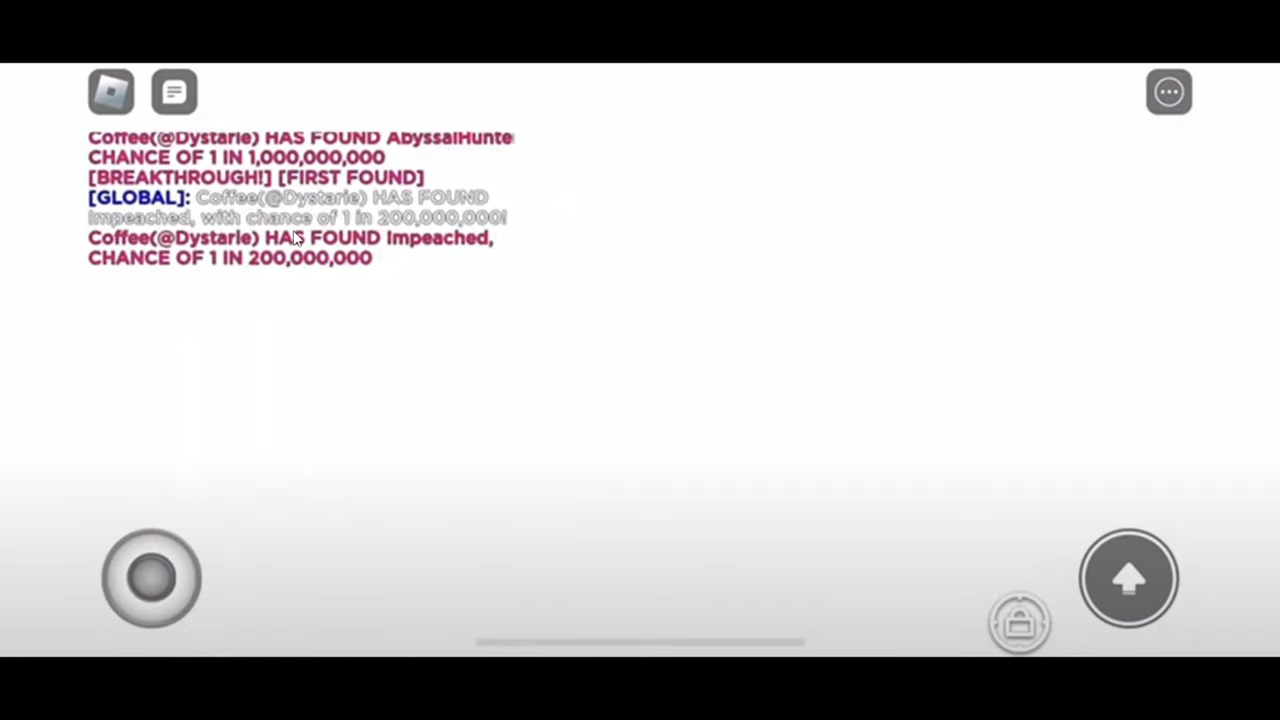 Coffee(@Dystarie) HAS FOUND AbyssalHunte
CHANCE OF 1 IN 1,000,000,000
[BREAKTHROUGH!] [FIRST FOUND]
[GLOBAL]: Coffee(@Dystarie) HAS FOUND
Impeached, with chance of 1 in 200,000,000!
Coffee(@Dystarie) HAS FOUND Impeached,
CHANCE OF 1 IN 200,000,000